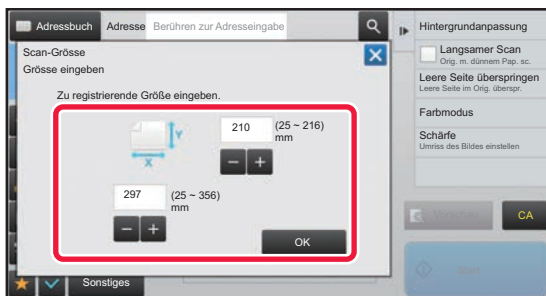 Adressbuch
Adresse
Berühren zur Adresseingabe
Scan-Grösse
Grösse eingeben
Zu registrierende Größe eingeben.
Y
X
210
(25 ~ 216)
mm
297
(25 ~ 356)
mm
OK
Sonstiges
Hintergrundanpassung
Langsamer Scan
Orig. m. dünnem Pap. sc.
Leere Seite überspringen
Leere Seite im Orig. überspr.
Farbmodus
Schärfe
Umriss des Bildes einstellen
Vorschau
CA
Start